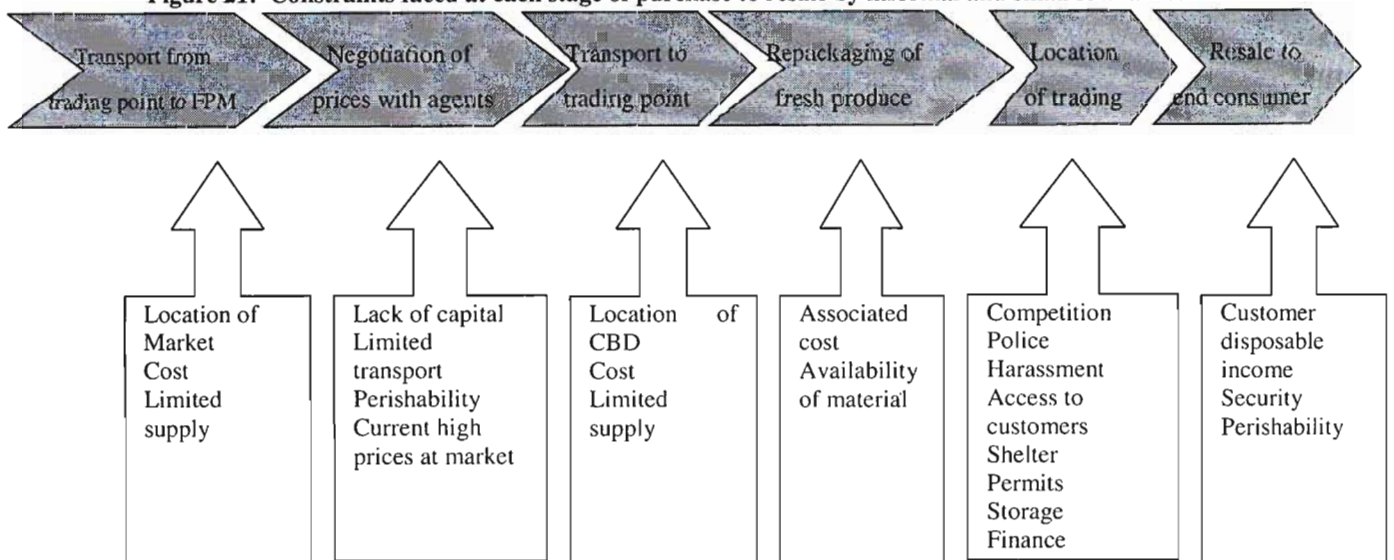 Figure 21: Constraints faced at each stage of purchase to resale by informal and
Transport from
trading point to FPM
Negotiation of
prices with agents
Transport to
trading point
Repackaging of
fresh produce
Location
of trading
Resale to
end consumer
Location of
Market
Cost
Limited
supply
Lack of capital
Limited
transport
Perishability
Current high
prices at market
Location of
CBD
Cost
Limited
supply
Associated
cost
Availability
of material
Competition
Police
Harassment
Access to
customers
Shelter
Permits
Storage
Finance
Customer
disposable
income
Security
Perishability